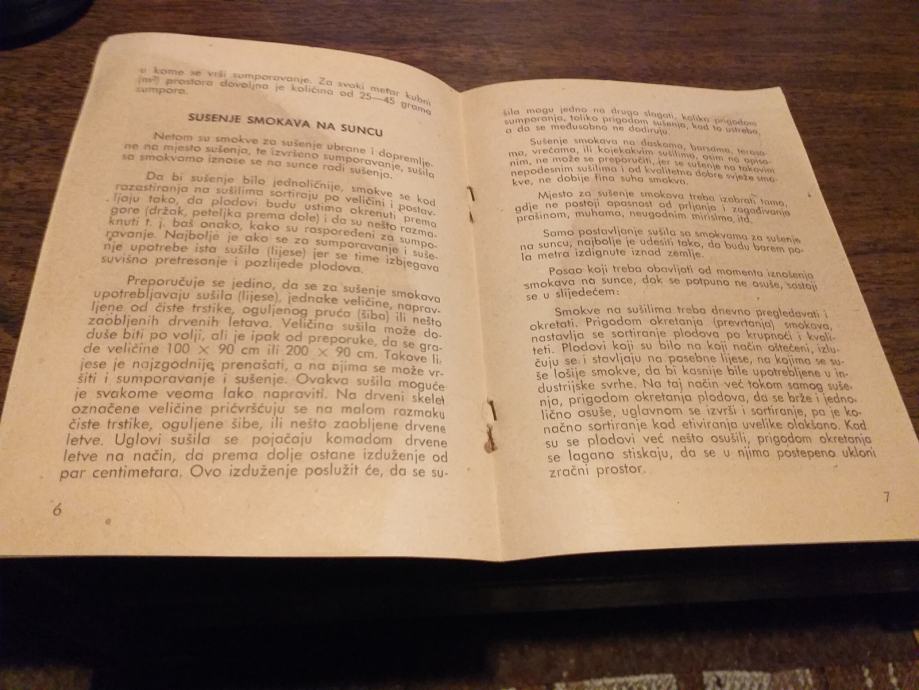 u kome se vrši sumporavanje. Za svaki metar kubni
(m³) prostora dovoljna je količina od 25—45 grama
sumpora.
SUŠENJE SMOKAVA NA SUNCU
Netom su smokve za sušenje ubrane i dopremlje-
ne na mjesto sušenja, te izvršeno sumporavanje, sušila
sa smokvama iznose se na sunce radi sušenja.
Da bi sušenje bilo jednoličnije, smokve se kod
razastiranja na sušilima sortiraju po veličini i postav-
ljaju tako, da plodovi budu ustima okrenuti prema
gore (držak, peteljka prema dole) i da su nešto razma-
knuti t. j. baš onako, kako su raspoređeni za sumpo-
ravanje. Najbolje je ako se za sumporavanje i suše-
nje upotrebe ista sušila (lijese) jer se time izbjegava
suvišno pretresanje i pozlijede plodova.
Preporučuje se jedino, da se za sušenje smokava
upotrebljavaju sušila (lijese), jednake veličine, naprav-
ljene od čiste trstike, oguljenog pruća (šiba) ili nešto
zaobljenih drvenih letava. Veličina sušila može do-
duše biti po volji, ali je ipak od preporuke, da se gra-
de veličine 100 × 90 cm ili 200 × 90 cm. Takove li-
jese je najzgodnije prenašati, a na njima se može vr-
šiti i sumporavanje i sušenje. Ovakva sušila moguće
je svakome veoma lako napraviti. Na drveni skelet
označene veličine pričvršćuju se na malom razmaku
čiste trstike, oguljene šibe, ili nešto zaobljene drvene
letve. Uglovi sušila se pojačaju komadom drvene
letve na način, da prema dolje ostane izduženje od
par centimetara. Ovo izduženje poslužit će, da se su-
6
šila mogu jedno na drugo slagati, koliko prigodom
sumporanja, toliko prigodom sušenja, kad to ustreba,
a da se međusobno ne dodiruju.
Sušenje smokava na daskama, barsama, terasa-
ma, vrećama, ili kojekakvim sušilima, osim na opisa-
nim, ne može se preporučiti, jer se sušenje na takovim
nepodesnim sušilima i od kvalitetno dobre svježe smo-
kve, ne dobije fina suha smokva.
Mjesto za sušenje smokava treba izabrati tamo,
gdje ne postoji opasnost od prljanja i zagađivanja
prašinom, muhama, neugodnim mirisima, itd.
Samo postavljanje sušila sa smokvama za sušenje
na suncu, najbolje je udesiti tako, da budu barem po-
la metra izdignute iznad zemlje.
Posao koji treba obavljati od momenta iznošenja
smokava na sunce, dok se potpuno ne osuše, sastoji
se u slijedećem:
Smokve na sušilima treba dnevno pregledavati i
okretati. Prigodom okretanja (prevrtanja) smokava,
nastavlja se sortiranje plodova po krupnoći i kvali-
teti. Plodovi koji su bilo na koji način oštećeni, izlu-
čuju se i stavljaju na posebne lijese, na kojima se su-
še lošije smokve, da bi kasnije bile upotrebljene u in-
dustrijske svrhe. Na taj način već tokom samog suše-
nja, prigodom okretanja plodova, da se brže i jedno-
lično osuše, uglavnom se izvrši i sortiranje, pa je ko-
načno sortiranje kod etiviranja uvelike olakšano. Kad
su se plodovi već nešto osušili, prigodom okretanja
se lagano stiskaju, da se u njima postepeno ukloni
zračni prostor.
7